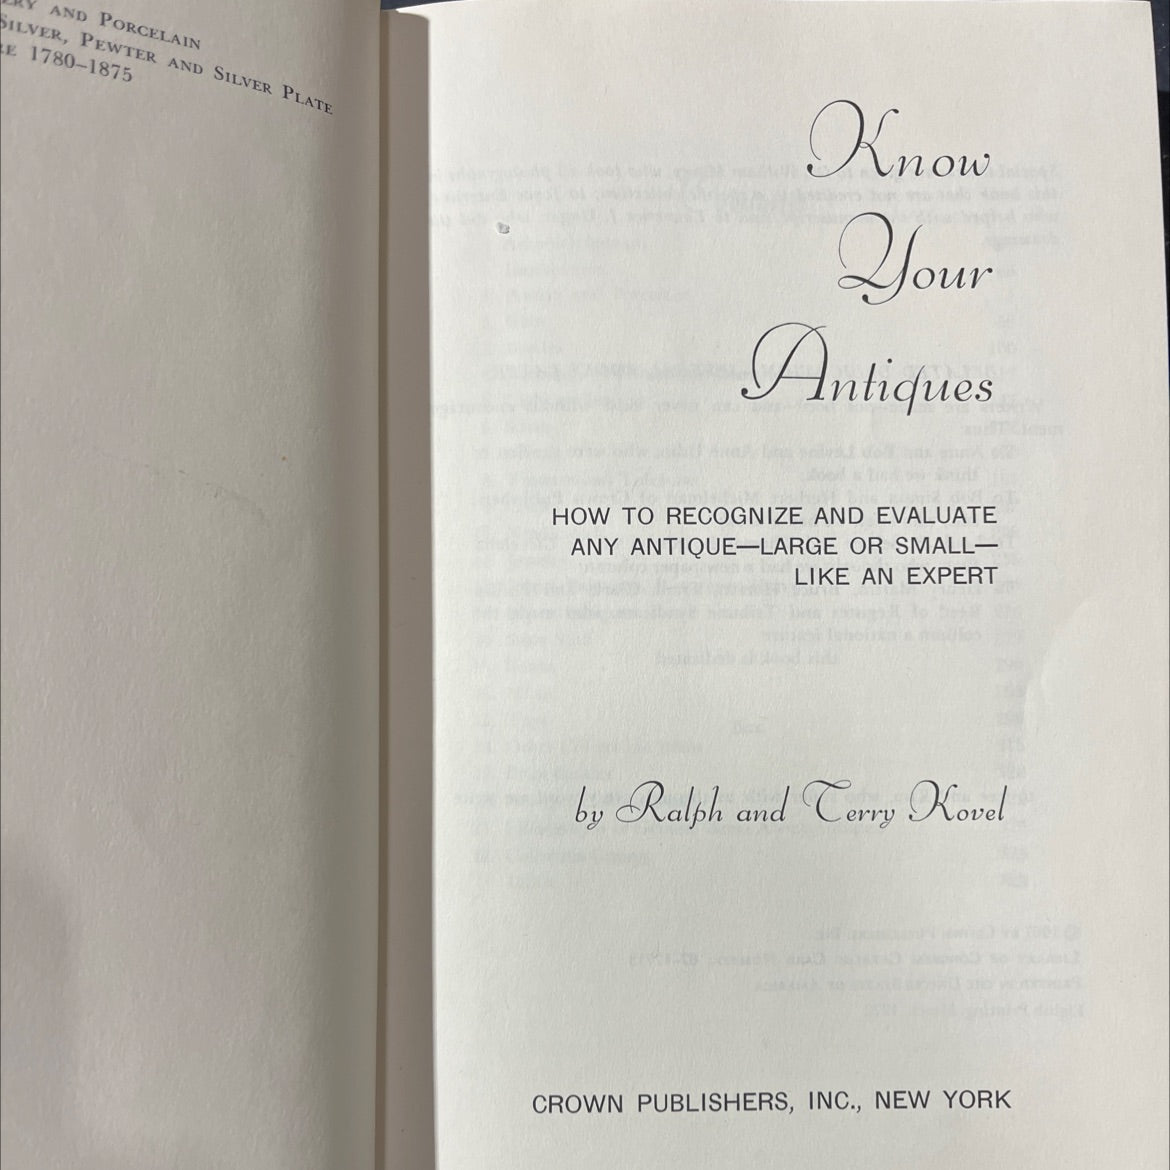 AND PORCELAIN
SILVER, PEWTER AND SILVER PLATE
1780–1875
Know
Your
Antiques
HOW TO RECOGNIZE AND EVALUATE
ANY ANTIQUE—LARGE OR SMALL—
LIKE AN EXPERT
by Ralph and Terry Kovel
CROWN PUBLISHERS, INC., NEW YORK